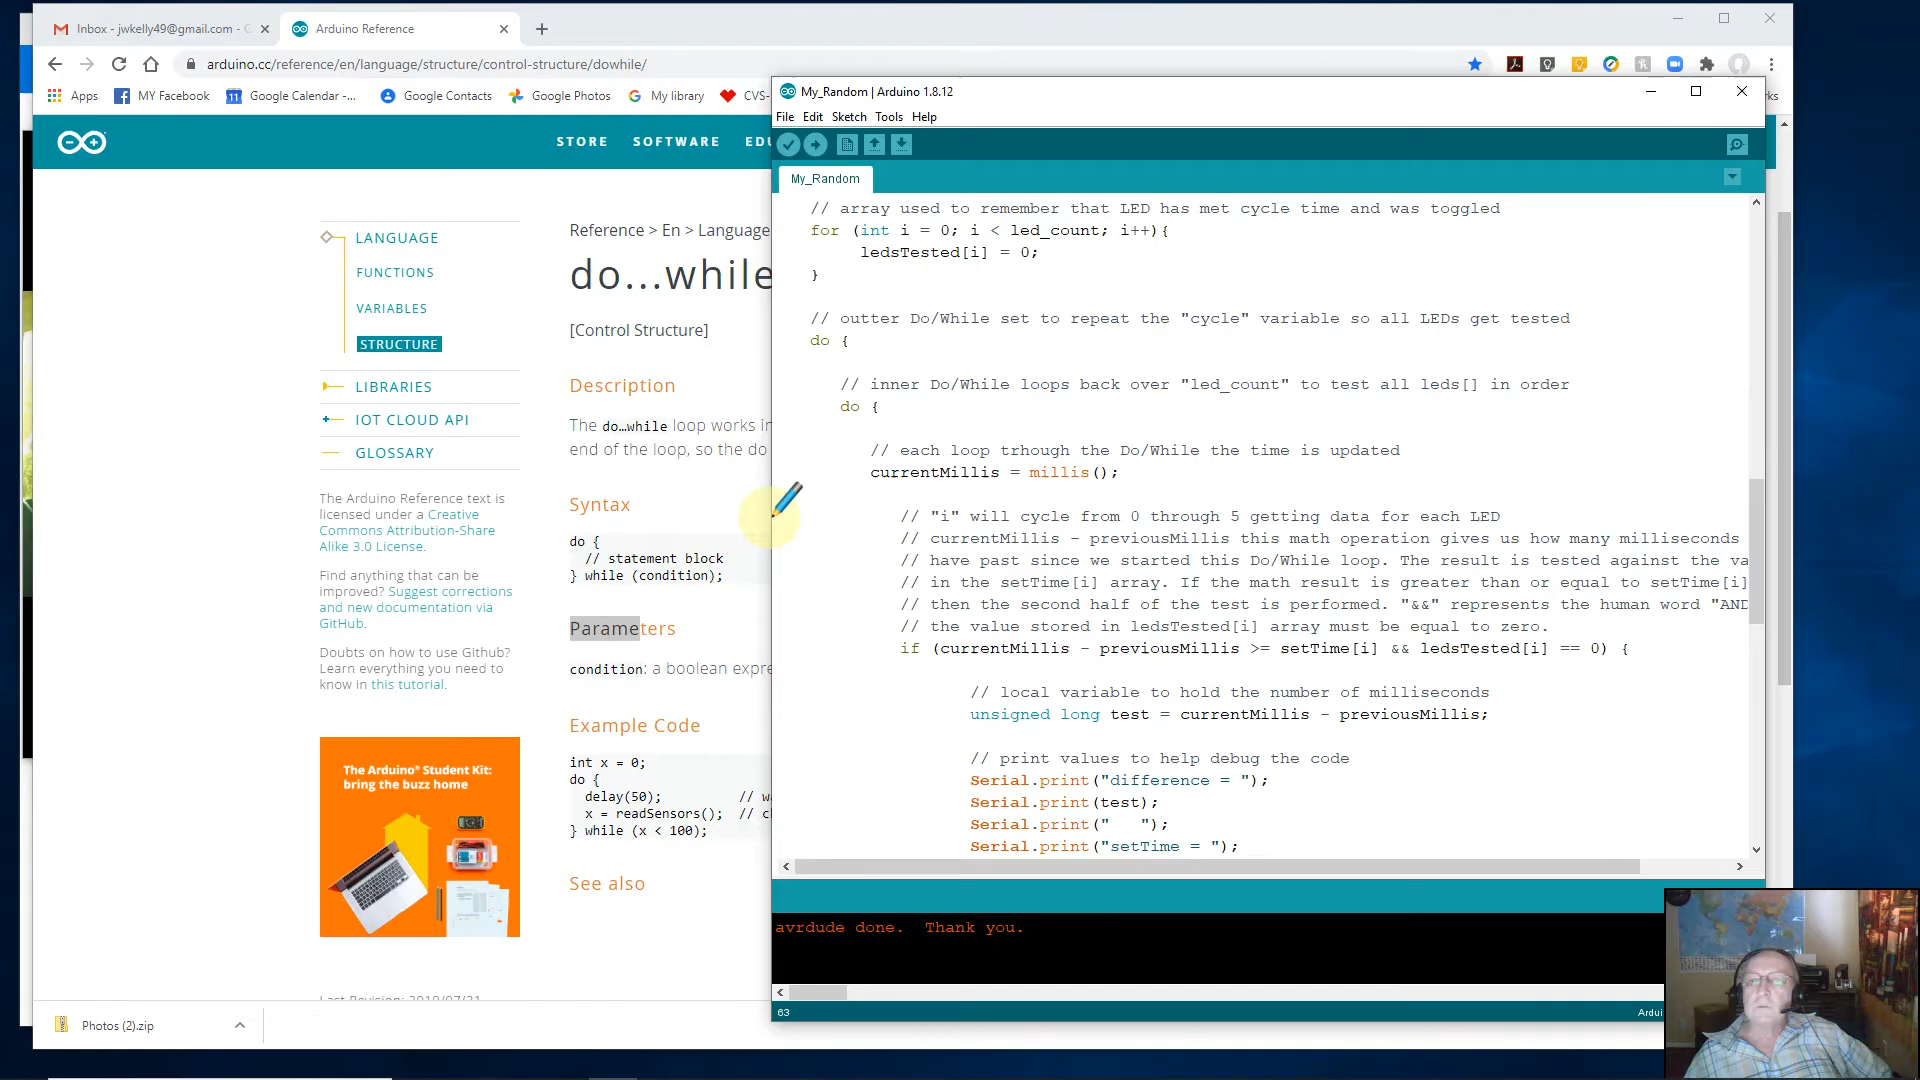 Inbox - jwkelly49@gmail.com - G
Arduino Reference
arduino.cc/reference/en/language/structure/control-structure/dowhile/
Apps
MY Facebook
Google Calendar -...
Google Contacts
Google Photos
My library
CVS-
STORE
SOFTWARE
EDU
LANGUAGE
FUNCTIONS
VARIABLES
STRUCTURE
LIBRARIES
IOT CLOUD API
GLOSSARY
The Arduino Reference text is
licensed under a Creative
Commons Attribution-Share
Alike 3.0 License.
Find anything that can be
improved? Suggest corrections
and new documentation via
GitHub.
Doubts on how to use Github?
Learn everything you need to
know in this tutorial.
The Arduino® Student Kit:
bring the buzz home
Last Revision: 2019/07/31
Reference > En > Language
do...while
[Control Structure]
Description
The do…while loop works in
end of the loop, so the do
Syntax
do {
// statement block
} while (condition);
Parameters
condition: a boolean expre
Example Code
int x = 0;
do {
delay(50); // w
x = readSensors(); // c
} while (x < 100);
See also
Photos (2).zip
My_Random | Arduino 1.8.12
File Edit Sketch Tools Help
My_Random
// array used to remember that LED has met cycle time and was toggled
for (int i = 0; i < led_count; i++){
ledsTested[i] = 0;
}
// outter Do/While set to repeat the "cycle" variable so all LEDs get tested
do {
// inner Do/While loops back over "led_count" to test all leds[] in order
do {
// each loop trhough the Do/While the time is updated
currentMillis = millis();
// "i" will cycle from 0 through 5 getting data for each LED
// currentMillis - previousMillis this math operation gives us how many milliseconds
// have past since we started this Do/While loop. The result is tested against the va
// in the setTime[i] array. If the math result is greater than or equal to setTime[i]
// then the second half of the test is performed. "&&" represents the human word "AND
// the value stored in ledsTested[i] array must be equal to zero.
if (currentMillis - previousMillis >= setTime[i] && ledsTested[i] == 0) {
// local variable to hold the number of milliseconds
unsigned long test = currentMillis - previousMillis;
// print values to help debug the code
Serial.print("difference = ");
Serial.print(test);
Serial.print("   ");
Serial.print("setTime = ");
avrdude done.  Thank you.
63
Ardui